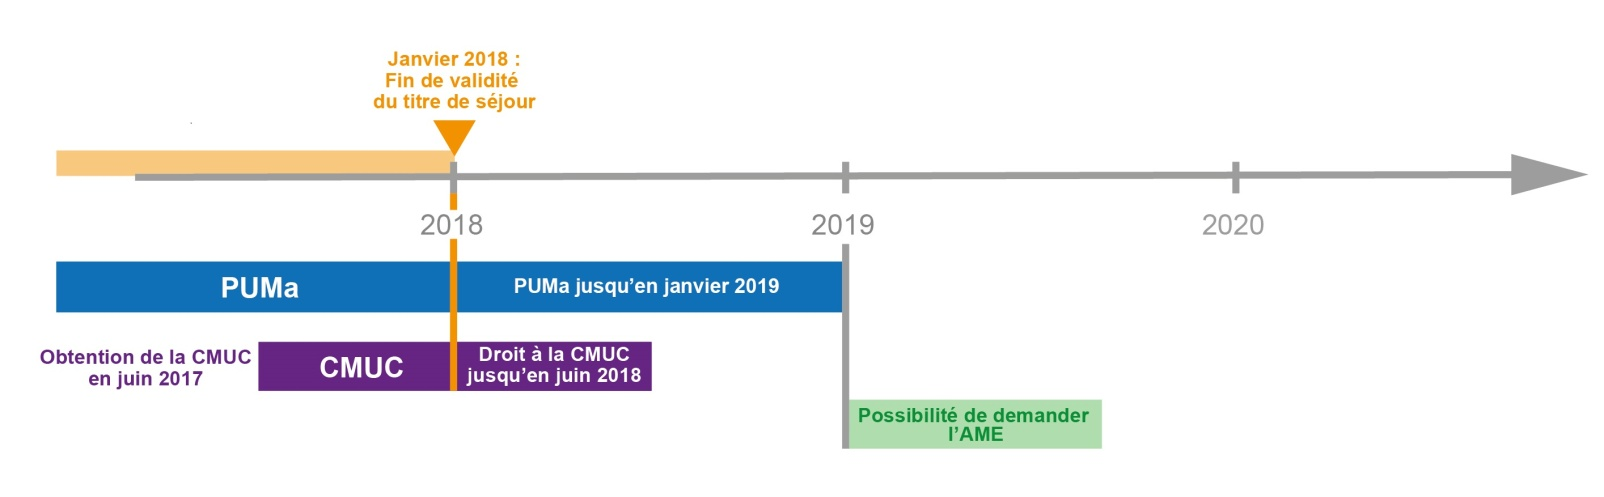 Janvier 2018 :
Fin de validité
du titre de séjour
2018
2019
2020
PUMa
PUMa jusqu’en janvier 2019
Obtention de la CMUC
en juin 2017
CMUC
Droit à la CMUC
jusqu’en juin 2018
Possibilité de demander
l’AME